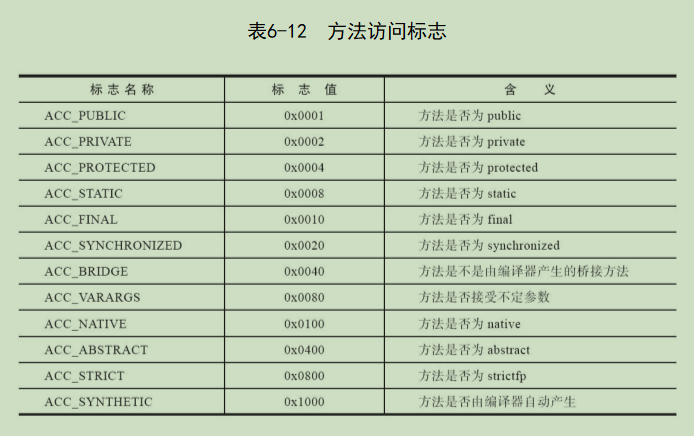 表6-12 方法访问标志
标志名称 标 志 值 含 义
ACC_PUBLIC 0x0001 方法是否为 public
ACC_PRIVATE 0x0002 方法是否为 private
ACC_PROTECTED 0x0004 方法是否为 protected
ACC_STATIC 0x0008 方法是否为 static
ACC_FINAL 0x0010 方法是否为 final
ACC_SYNCHRONIZED 0x0020 方法是否为 synchronized
ACC_BRIDGE 0x0040 方法是不是由编译器产生的桥接方法
ACC_VARARGS 0x0080 方法是否接受不定参数
ACC_NATIVE 0x0100 方法是否为 native
ACC_ABSTRACT 0x0400 方法是否为 abstract
ACC_STRICT 0x0800 方法是否为 strictfp
ACC_SYNTHETIC 0x1000 方法是否由编译器自动产生